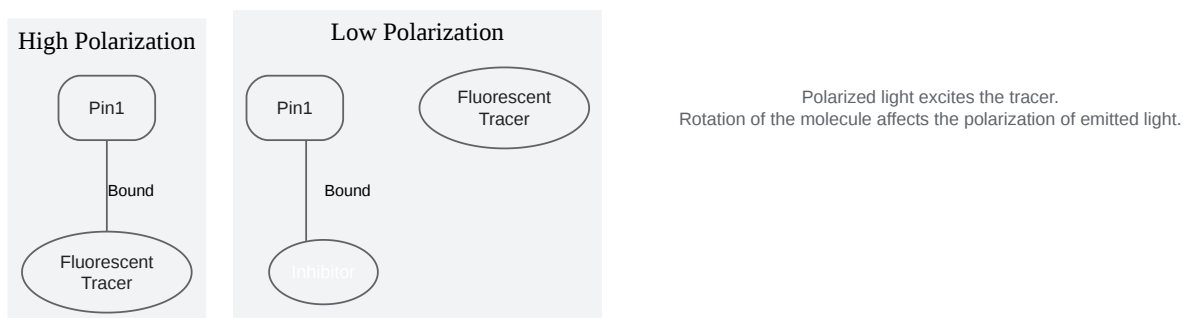 High Polarization
Pin1
Bound
Fluorescent
Tracer
Low Polarization
Pin1
Fluorescent
Tracer
Bound
Inhibitor
Polarized light excites the tracer.
Rotation of the molecule affects the polarization of emitted light.